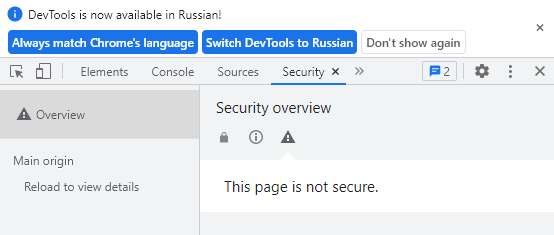 DevTools is now available in Russian!
Always match Chrome's language Switch DevTools to Russian Don't show again
Elements Console Sources Security 2
Overview
Security overview
Main origin
Reload to view details
This page is not secure.